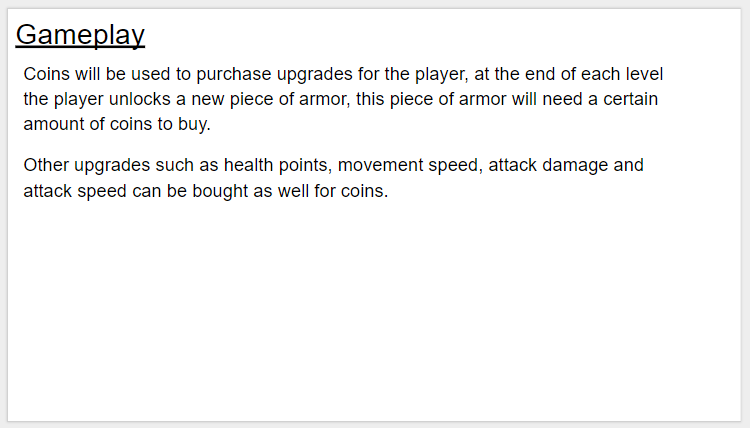 Gameplay
Coins will be used to purchase upgrades for the player, at the end of each level
the player unlocks a new piece of armor, this piece of armor will need a certain
amount of coins to buy.
Other upgrades such as health points, movement speed, attack damage and
attack speed can be bought as well for coins.